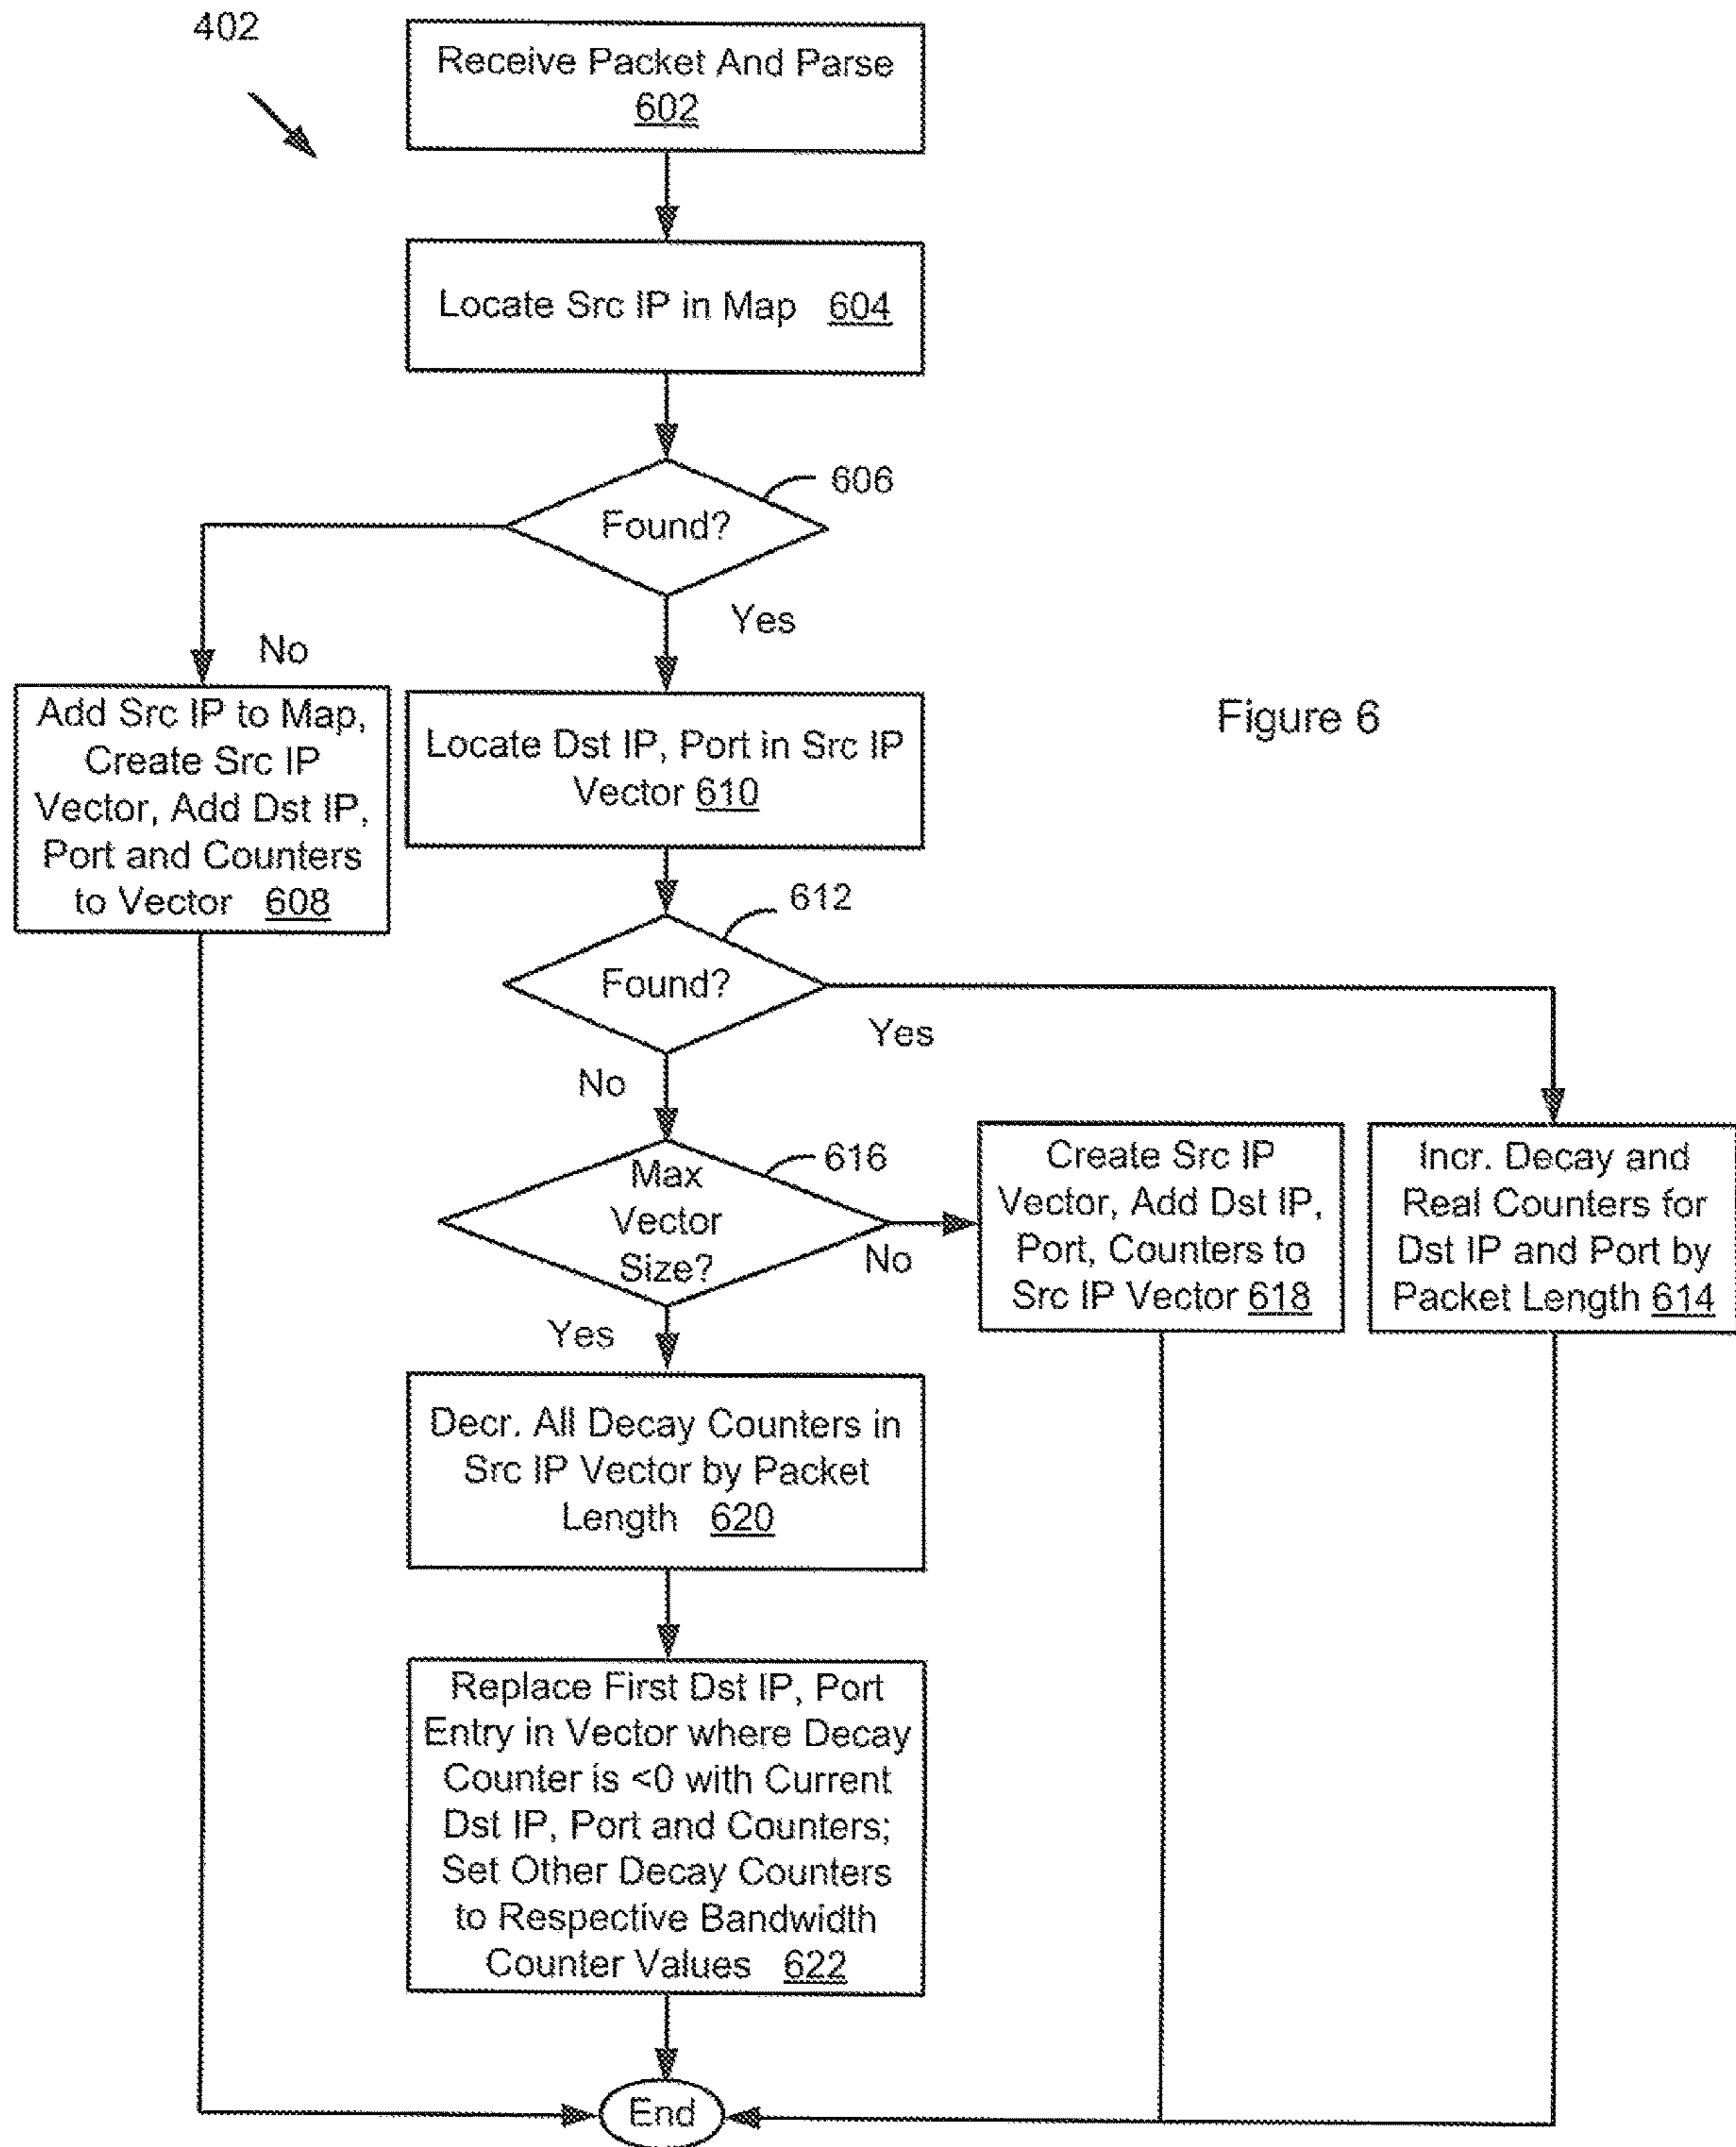 402
Receive Packet And Parse
602
Locate Src IP in Map 604
606
Found?
Yes
No
Add Src IP to Map,
Create Src IP
Vector, Add Dst IP,
Port and Counters
to Vector 608
Locate Dst IP, Port in Src IP
Vector 610
Figure 6
612
Found?
Yes
No
616
Max
Vector
Size?
No
Yes
Create Src IP
Vector, Add Dst IP,
Port, Counters to
Src IP Vector 618
Incr. Decay and
Real Counters for
Dst IP and Port by
Packet Length 614
Decr. All Decay Counters in
Src IP Vector by Packet
Length 620
Replace First Dst IP, Port
Entry in Vector where Decay
Counter is <0 with Current
Dst IP, Port and Counters;
Set Other Decay Counters
to Respective Bandwidth
Counter Values 622
End